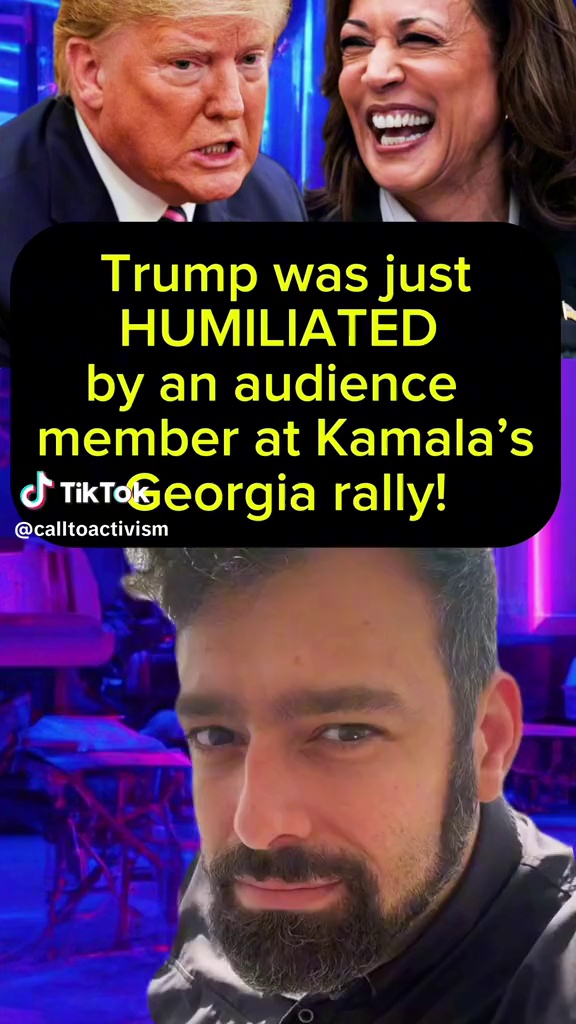 Trump was just
HUMILIATED
by an audience
member at Kamala's
Georgia rally!
TikTok
@calltoactivism